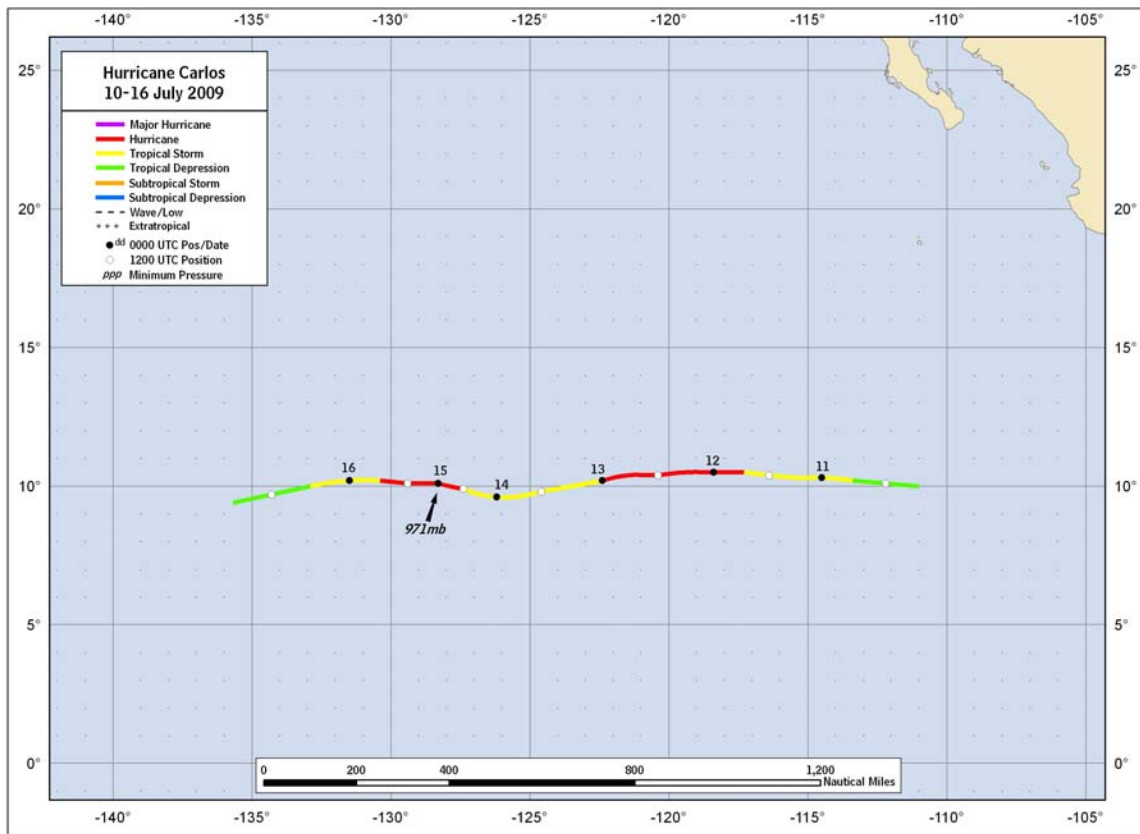 -140° -135° -130° -125° -120° -115° -110° -105°
Hurricane Carlos
10-16 July 2009
Major Hurricane
Hurricane
Tropical Storm
Tropical Depression
Subtropical Storm
Subtropical Depression
Wave/Low
Extratropical
dd 0000 UTC Pos/Date
1200 UTC Position
ppp Minimum Pressure
25° 25°
20° 20°
15° 15°
16 15 14 13 12 11
10° 10°
971mb
5° 5°
0° 0°
0 200 400 800 1,200
Nautical Miles
-140° -135° -130° -125° -120° -115° -110° -105°